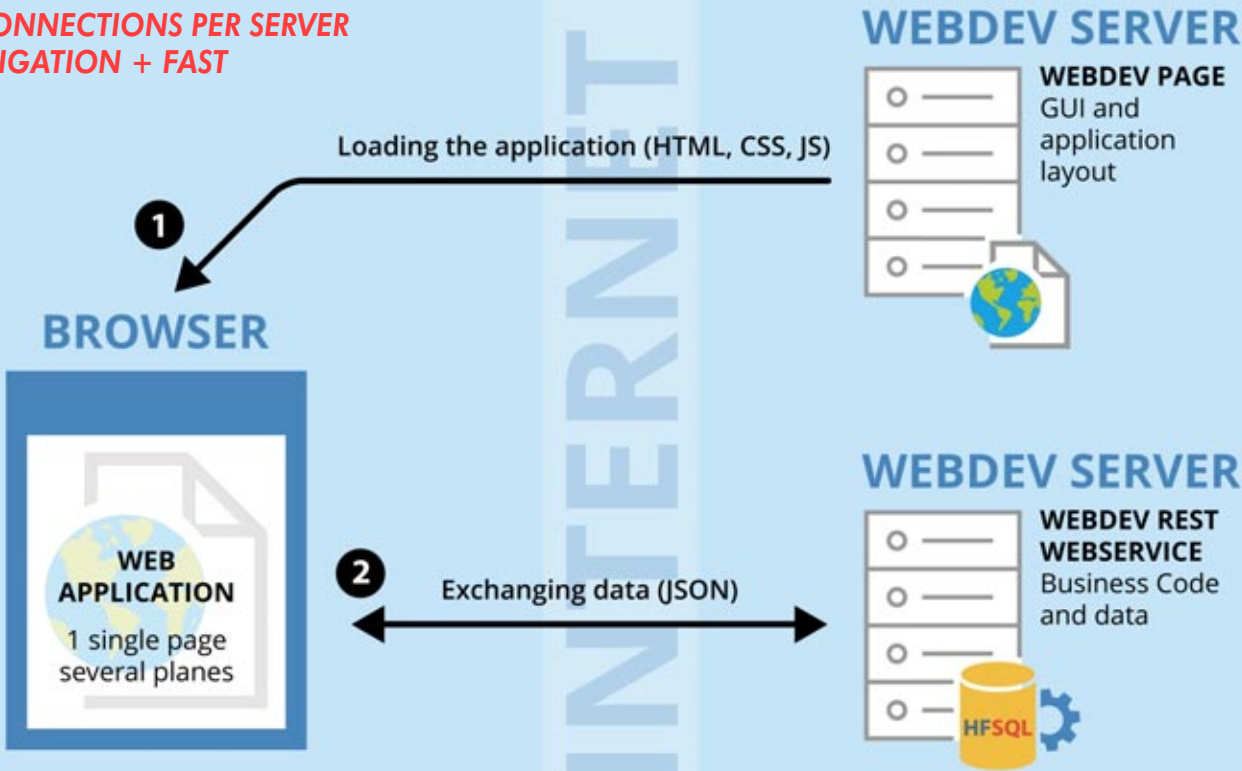 ONNECTIONS PER SERVER
IGATION + FAST
WEBDEV SERVER
WEBDEV PAGE
GUI and
application
layout
Loading the application (HTML, CSS, JS)
1
BROWSER
INTERNET
WEB
APPLICATION
1 single page
several planes
2
Exchanging data (JSON)
WEBDEV SERVER
WEBDEV REST
WEBSERVICE
Business Code
and data
HFSQL